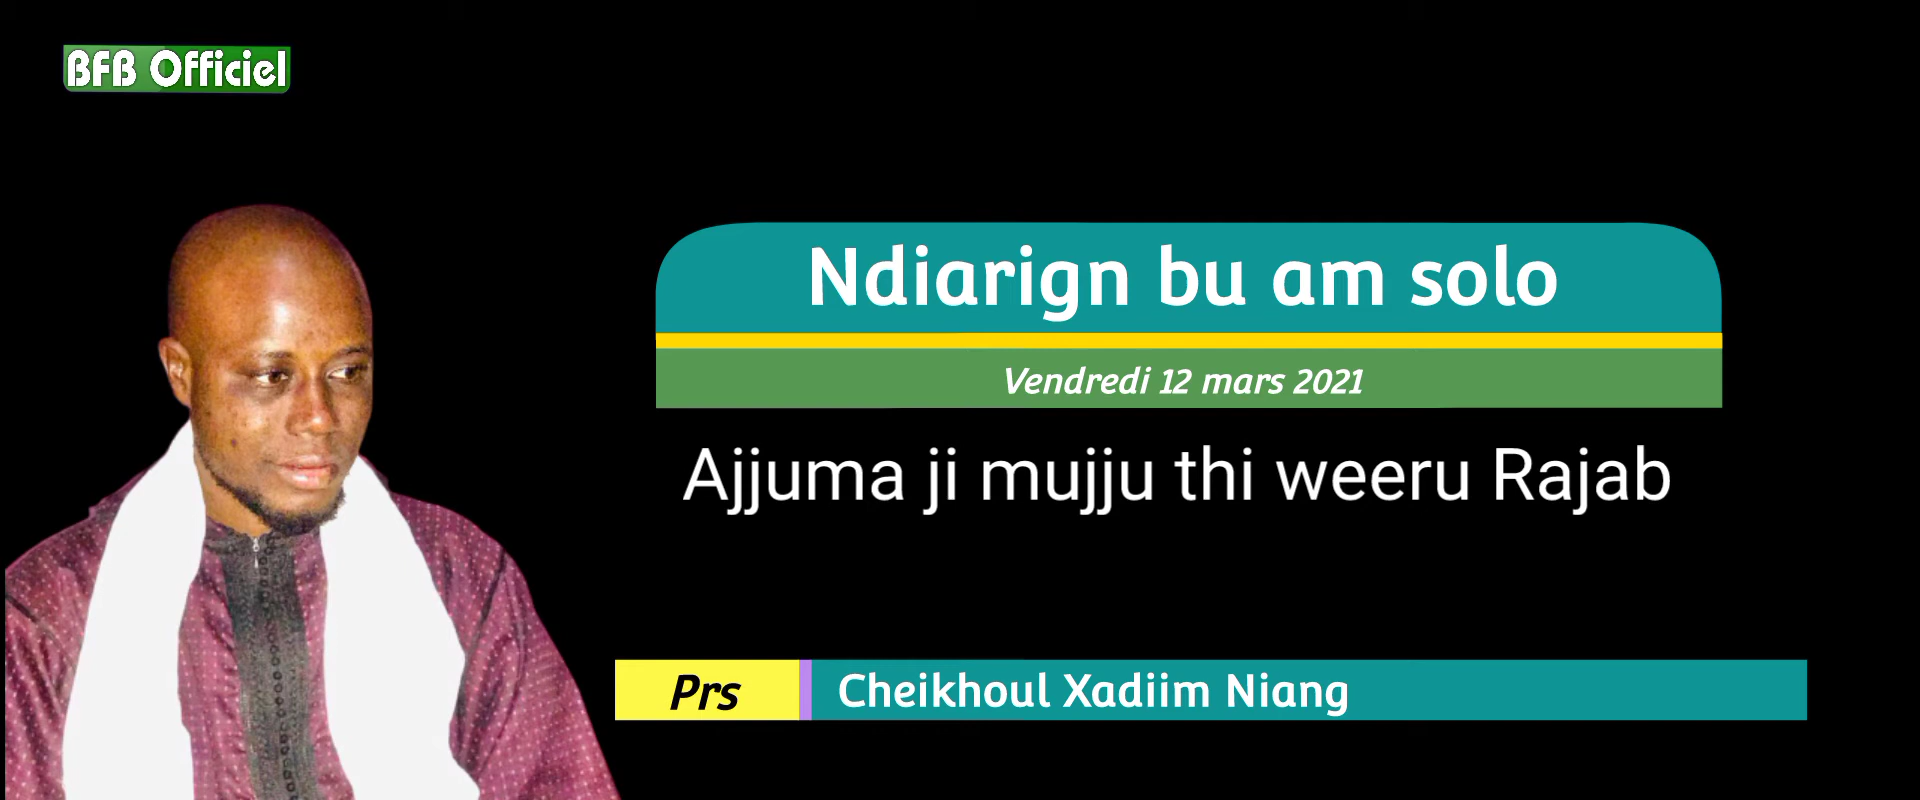 BFB Officiel
Ndiarign bu am solo
Vendredi 12 mars 2021
Ajjuma ji mujju thi weeru Rajab
Prs Cheikhoul Xadiim Niang